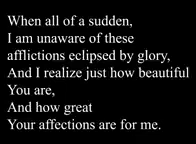 When all of a sudden,
I am unaware of these
afflictions eclipsed by glory,
And I realize just how beautiful
You are,
And how great
Your affections are for me.